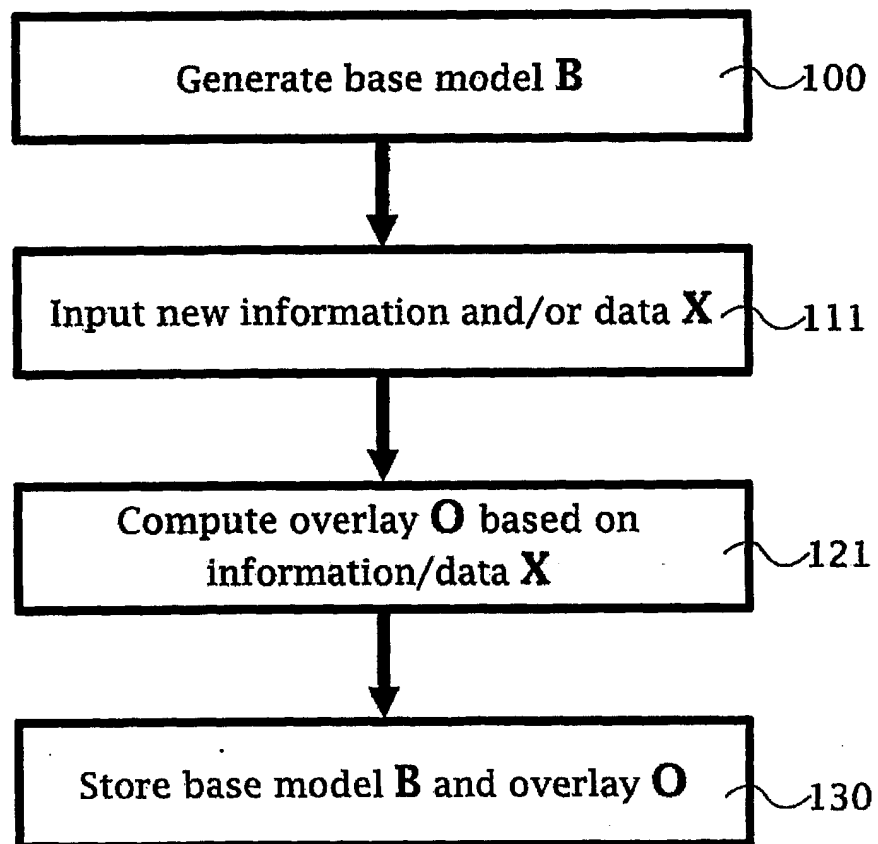 Generate base model B
100
Input new information and/or data X
111
Compute overlay O based on
information/data X
121
Store base model B and overlay O
130